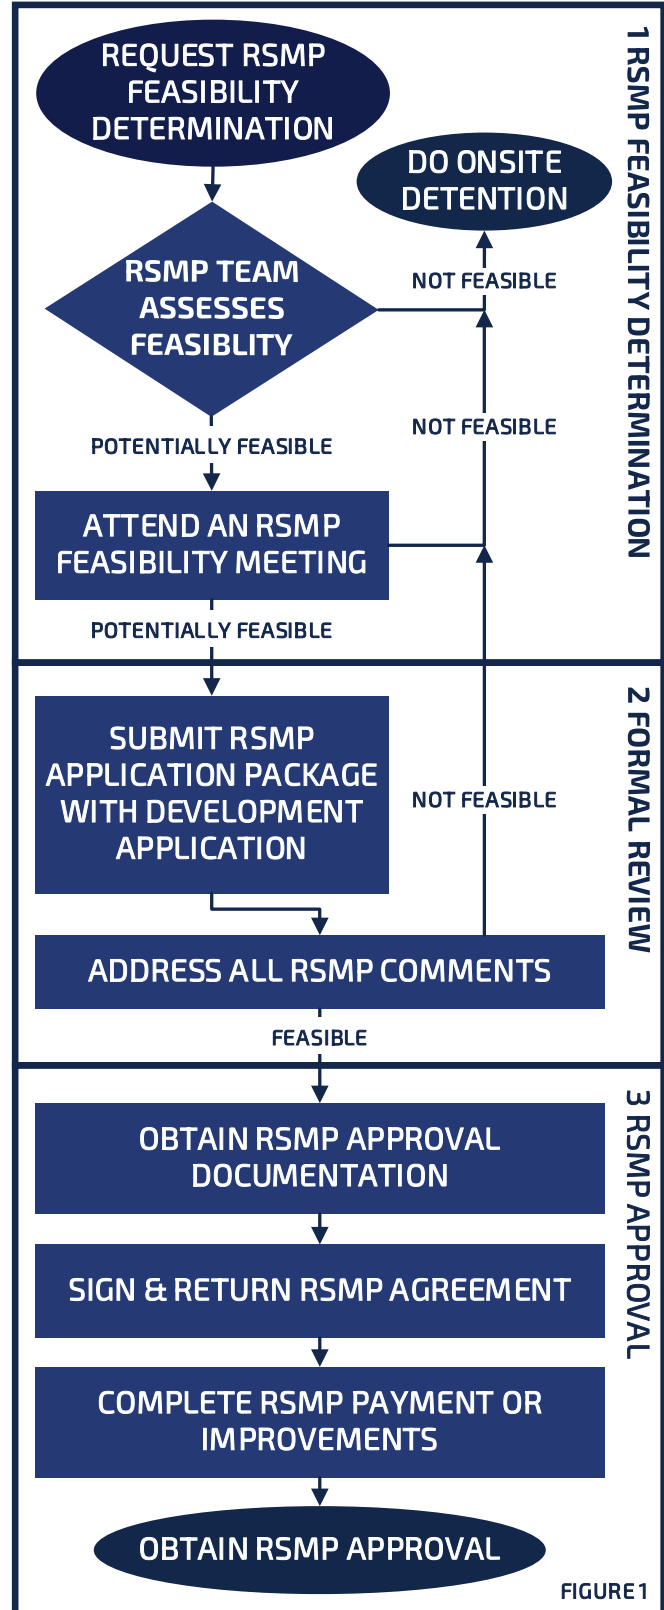 REQUEST RSMP
FEASIBILITY
DETERMINATION
DO ONSITE
DETENTION
1 RSMP FEASIBILITY DETERMINATION
RSMP TEAM
ASSESSES
FEASIBLITY
NOT FEASIBLE
NOT FEASIBLE
POTENTIALLY FEASIBLE
ATTEND AN RSMP
FEASIBILITY MEETING
POTENTIALLY FEASIBLE
2 FORMAL REVIEW
SUBMIT RSMP
APPLICATION PACKAGE
WITH DEVELOPMENT
APPLICATION
NOT FEASIBLE
ADDRESS ALL RSMP COMMENTS
FEASIBLE
3 RSMP APPROVAL
OBTAIN RSMP APPROVAL
DOCUMENTATION
SIGN & RETURN RSMP AGREEMENT
COMPLETE RSMP PAYMENT OR
IMPROVEMENTS
OBTAIN RSMP APPROVAL
FIGURE 1